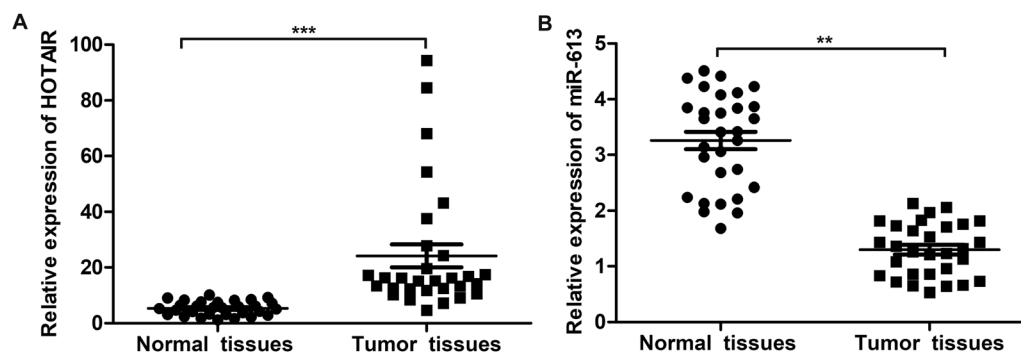 A
Relative expression of HOTAIR
100
80
60
40
20
0
***
Normal tissues
Tumor tissues
B
Relative expression of miR-613
5
4
3
2
1
0
**
Normal tissues
Tumor tissues